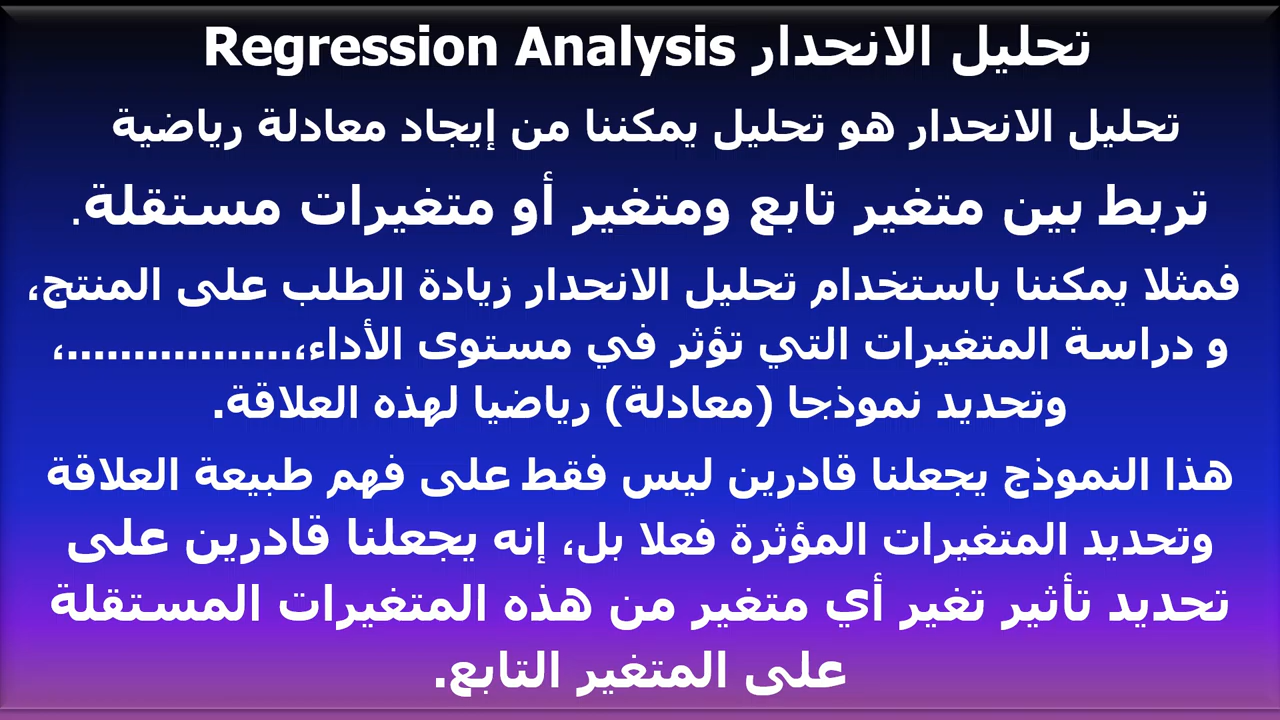 تحليل الانحدار Regression Analysis
تحليل الانحدار هو تحليل يمكننا من إيجاد معادلة رياضية
تربط بين متغير تابع ومتغير أو متغيرات مستقلة.
فمثلا يمكننا باستخدام تحليل الانحدار زيادة الطلب على المنتج،
و دراسة المتغيرات التي تؤثر في مستوى الأداء،.................،
وتحديد نموذجا (معادلة) رياضيا لهذه العلاقة.
هذا النموذج يجعلنا قادرين ليس فقط على فهم طبيعة العلاقة
وتحديد المتغيرات المؤثرة فعلا بل، إنه يجعلنا قادرين على
تحديد تأثير تغير أي متغير من هذه المتغيرات المستقلة
على المتغير التابع.